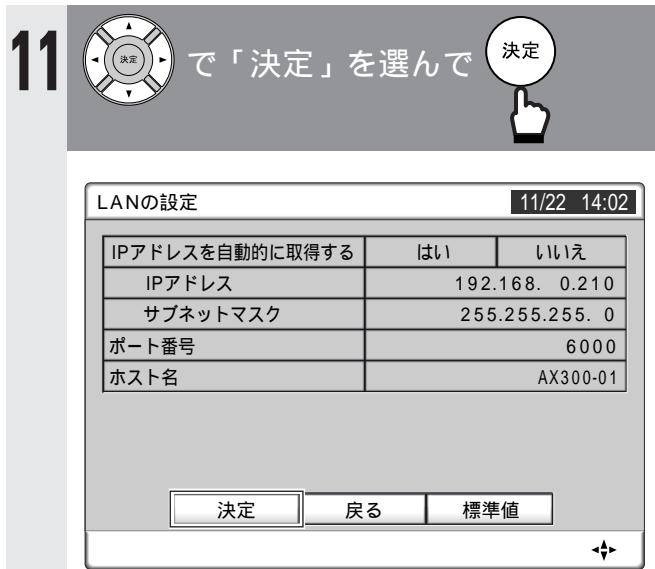 11 決定 で「決定」を選んで 決定
LANの設定 11/22 14:02
IPアドレスを自動的に取得する はい いいえ
IPアドレス 192.168. 0.210
サブネットマスク 255.255.255. 0
ポート番号 6000
ホスト名 AX300-01
決定 戻る 標準値